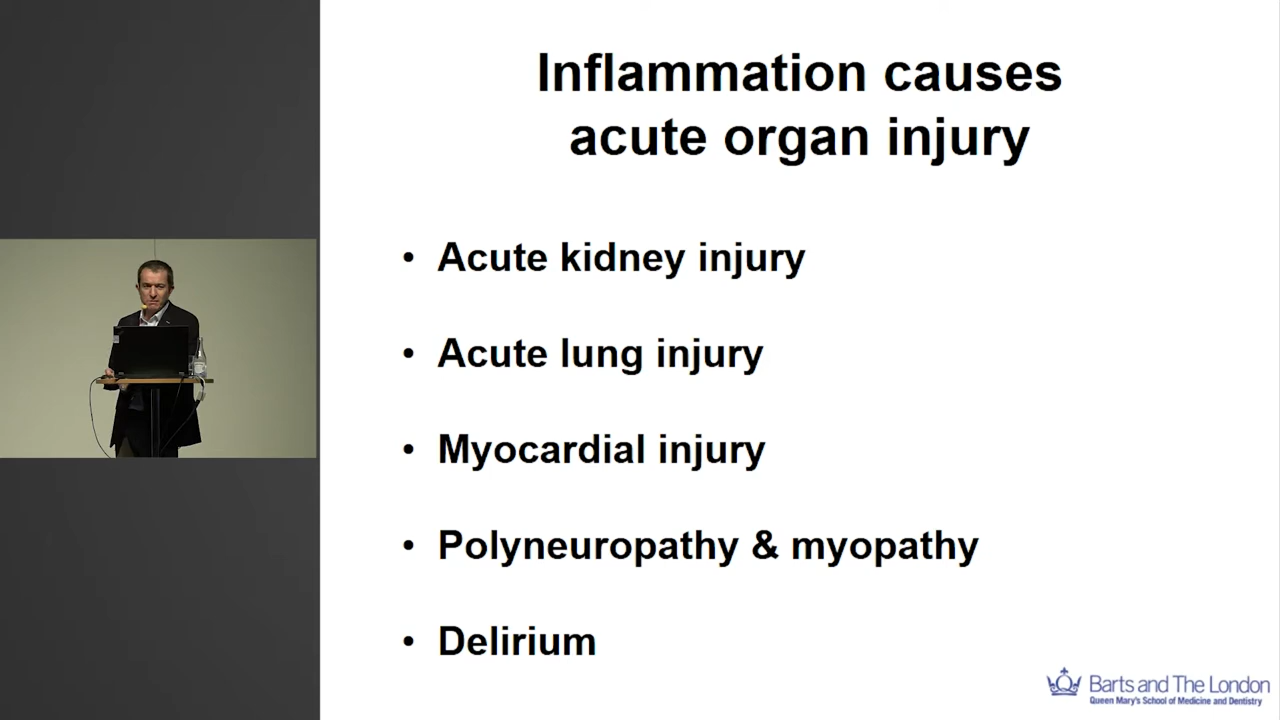 Inflammation causes
acute organ injury
• Acute kidney injury
• Acute lung injury
• Myocardial injury
• Polyneuropathy & myopathy
• Delirium
Barts and The London
Queen Mary's School of Medicine and Dentistry